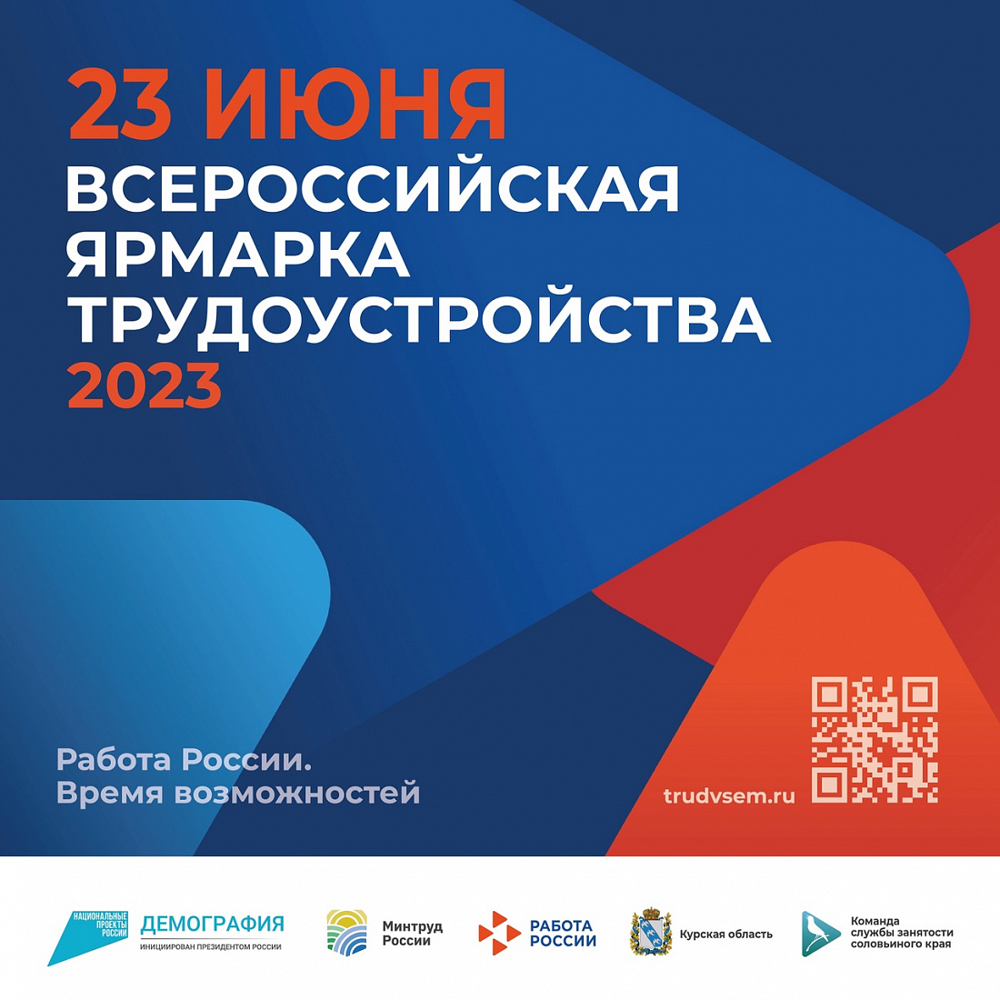 23 ИЮНЯ
ВСЕРОССИЙСКАЯ
ЯРМАРКА
ТРУДОУСТРОЙСТВА
2023
Работа России.
Время возможностей
trudvsem.ru
НАЦИОНАЛЬНЫЕ
ПРОЕКТЫ
РОССИИ
ДЕМОГРАФИЯ
ИНИЦИИРОВАН ПРЕЗИДЕНТОМ РОССИИ
Минтруд
России
РАБОТА
РОССИИ
Курская область
Команда
службы занятости
соловьиного края